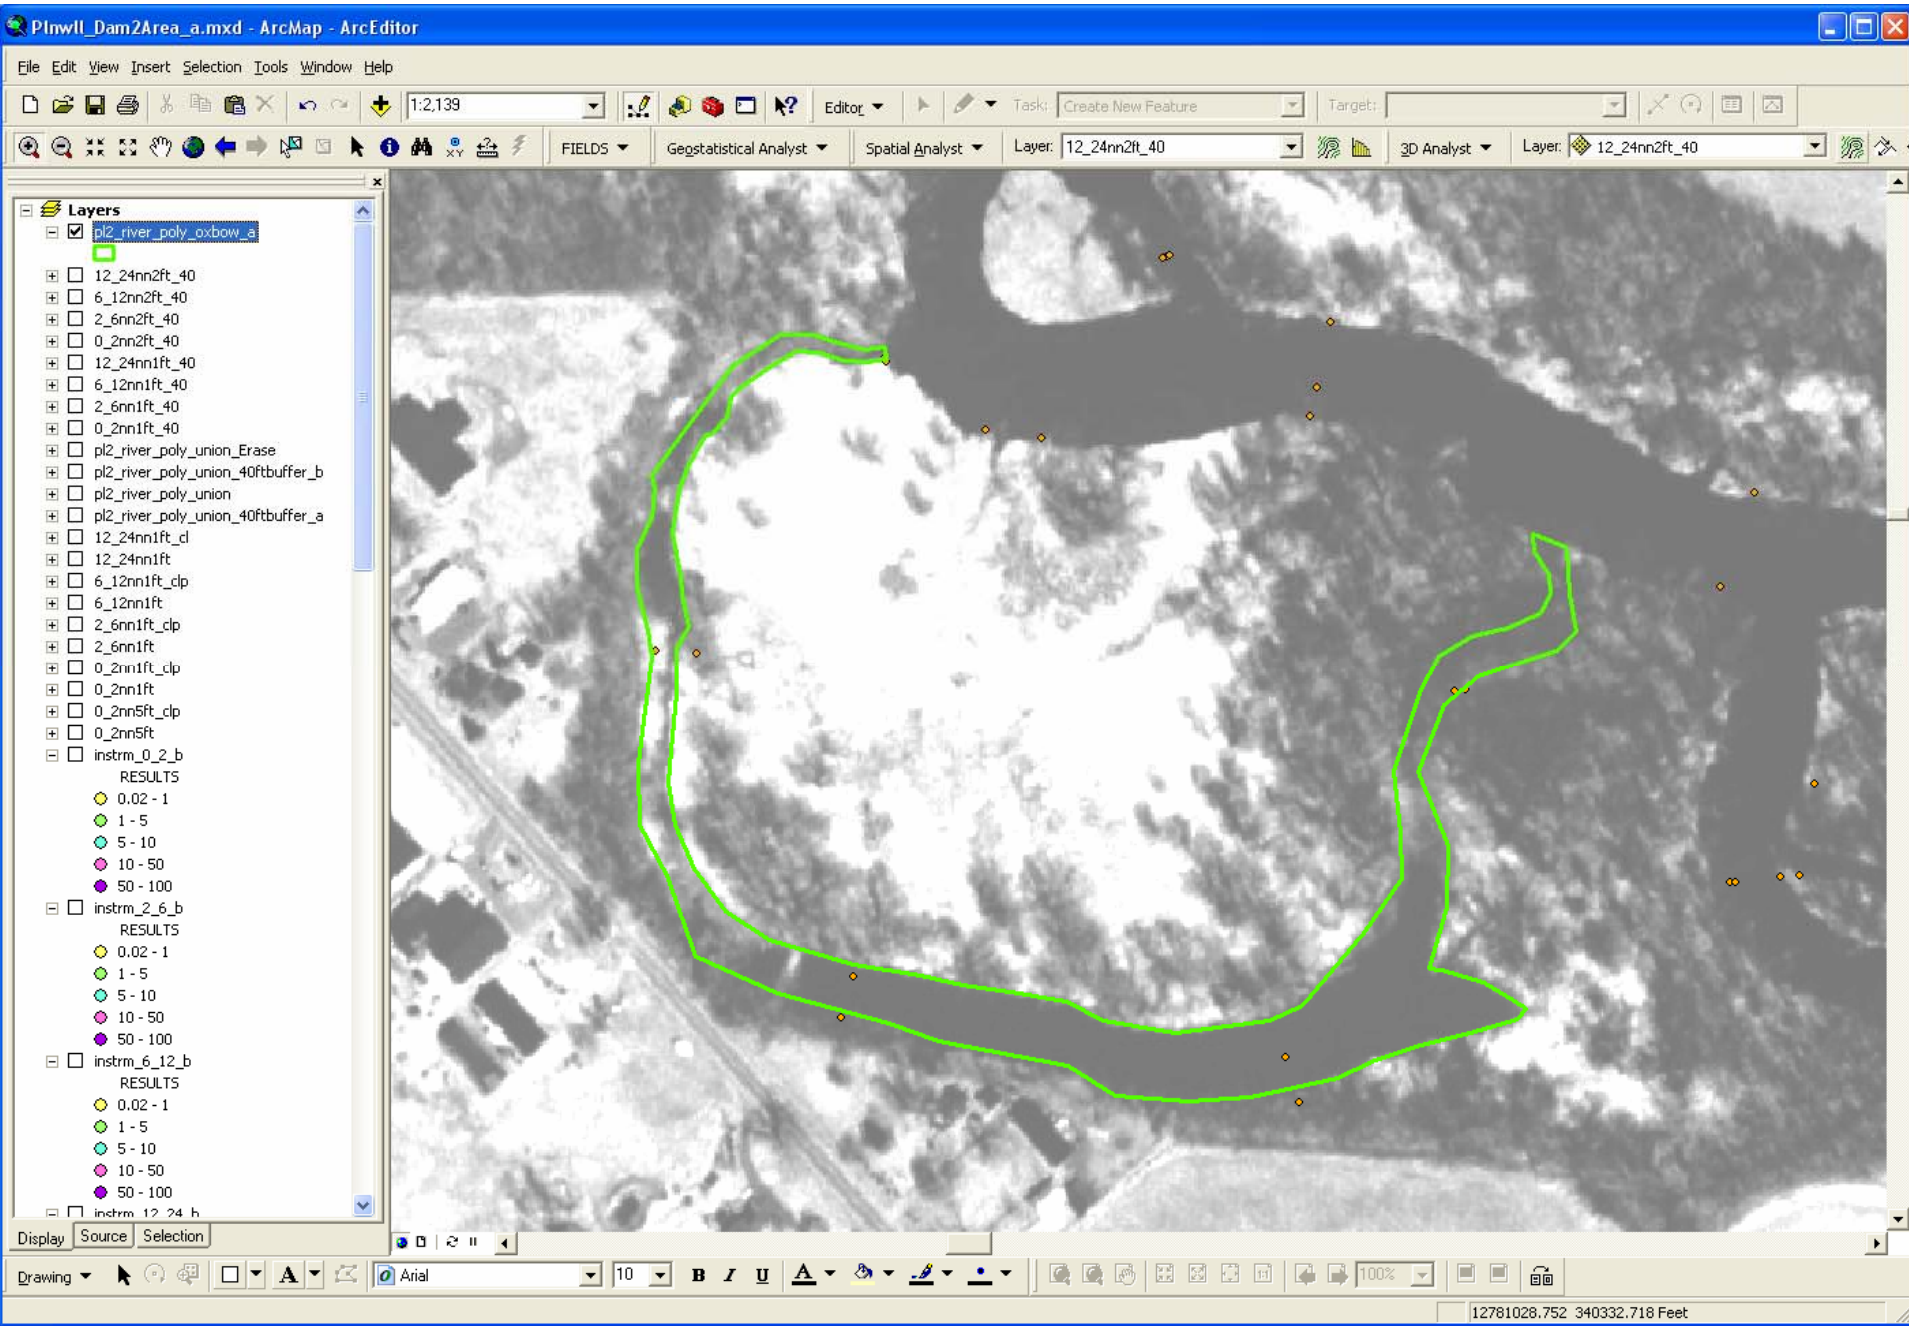 PInwll_Dam2Area_a.mxd - ArcMap - ArcEditor
File Edit View Insert Selection Tools Window Help
1:2,139 Editor Task: Create New Feature Target:
FIELDS Geostatistical Analyst Spatial Analyst Layer: 12_24nn2ft_40 3D Analyst Layer: 12_24nn2ft_40
Layers
pl2_river_poly_oxbow_a
12_24nn2ft_40
6_12nn2ft_40
2_6nn2ft_40
0_2nn2ft_40
12_24nn1ft_40
6_12nn1ft_40
2_6nn1ft_40
0_2nn1ft_40
pl2_river_poly_union_Erase
pl2_river_poly_union_40ftbuffer_b
pl2_river_poly_union
pl2_river_poly_union_40ftbuffer_a
12_24nn1ft_cl
12_24nn1ft
6_12nn1ft_clp
6_12nn1ft
2_6nn1ft_clp
2_6nn1ft
0_2nn1ft_clp
0_2nn1ft
0_2nn5ft_clp
0_2nn5ft
instrm_0_2_b
RESULTS
0.02 - 1
1 - 5
5 - 10
10 - 50
50 - 100
instrm_2_6_b
RESULTS
0.02 - 1
1 - 5
5 - 10
10 - 50
50 - 100
instrm_6_12_b
RESULTS
0.02 - 1
1 - 5
5 - 10
10 - 50
50 - 100
instrm_12_24_b
Display Source Selection
Drawing A Arial 10 B I U A 100%
12781028.752 340332.718 Feet